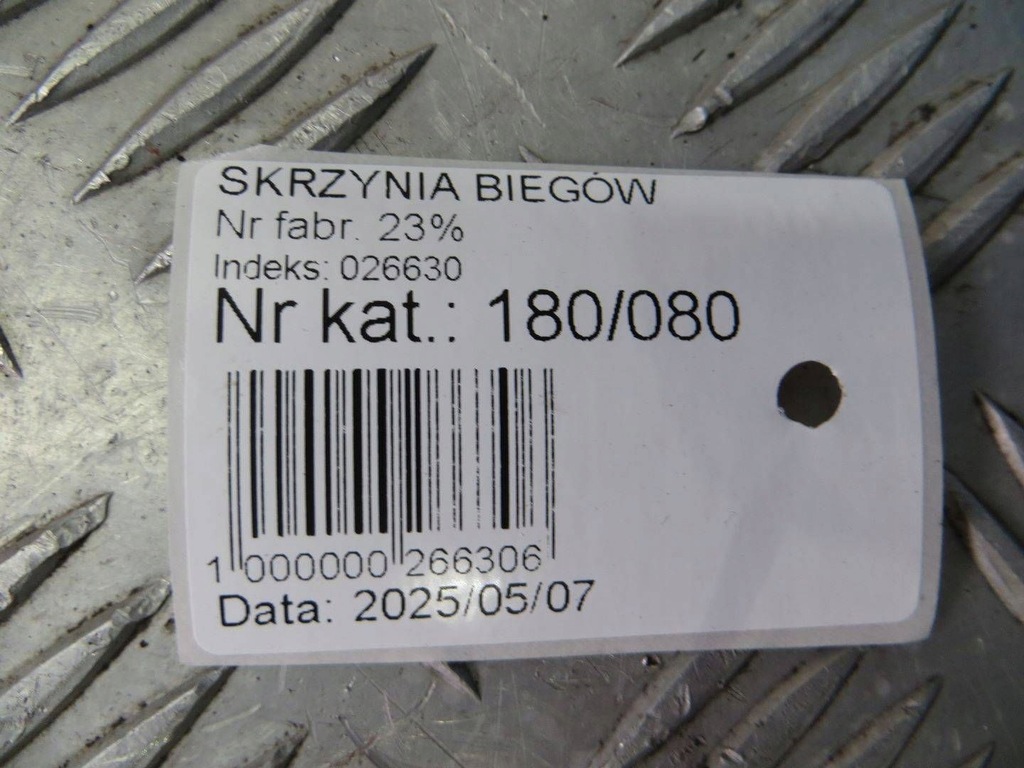 SKRZYNIA BIEGÓW
Nr fabr. 23%
Indeks: 026630
Nr kat.: 180/080
1 000000 266306
Data: 2025/05/07